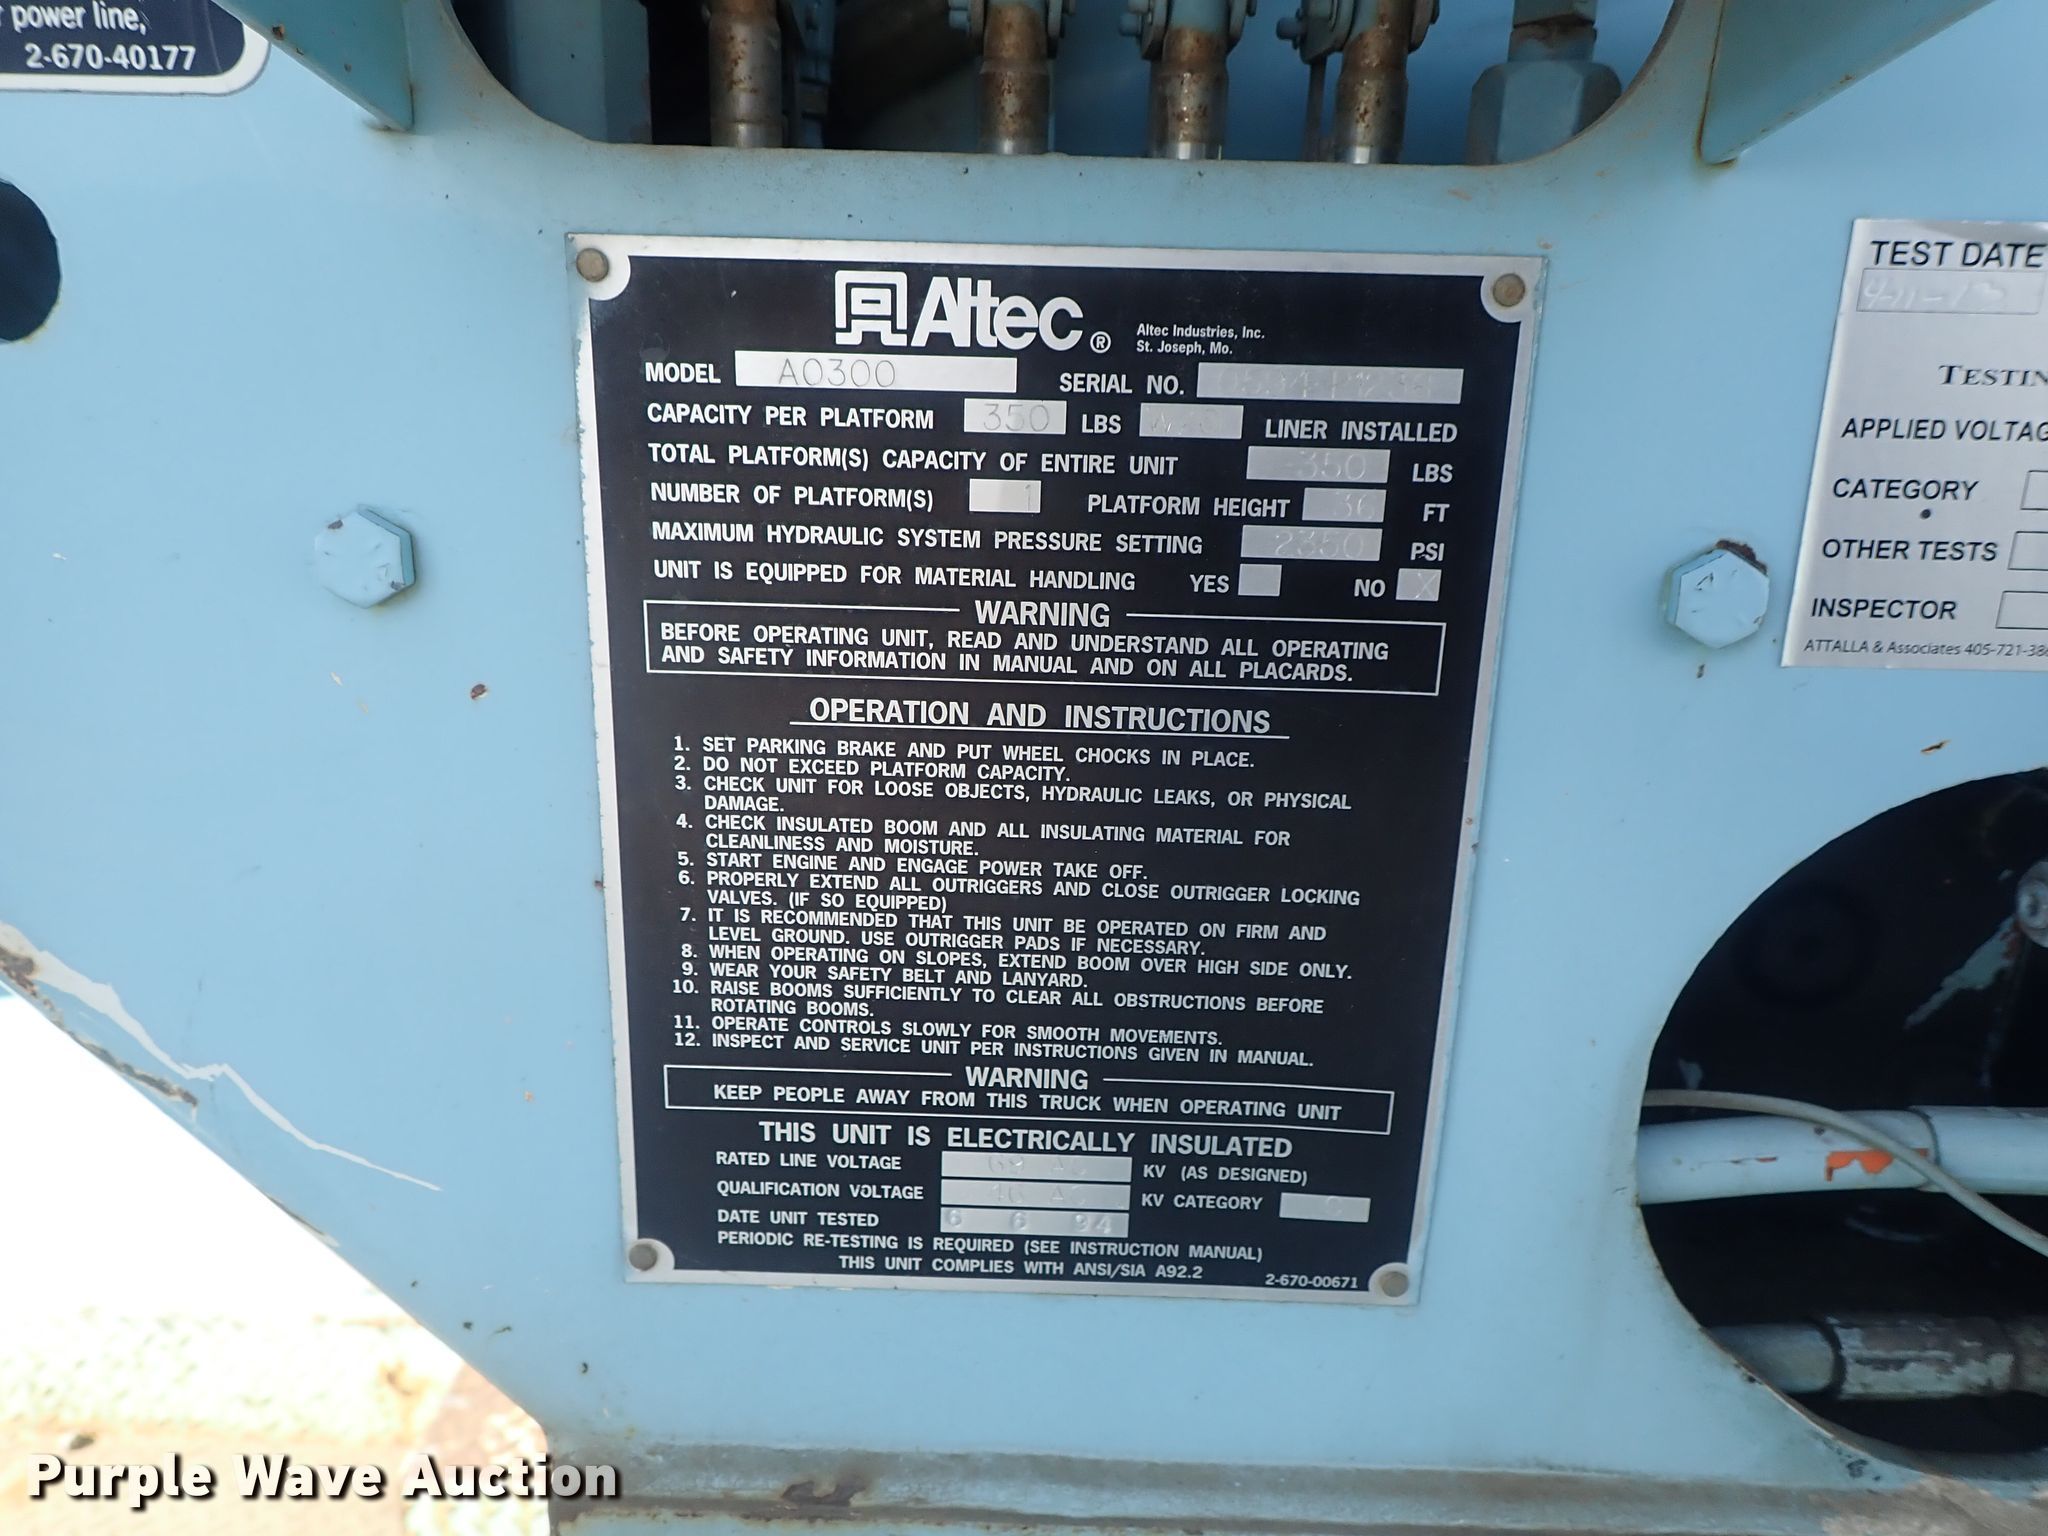 r power line,
2-670-40177
Altec ®
Altec Industries, Inc.
St. Joseph, Mo.
MODEL A0300 SERIAL NO.
CAPACITY PER PLATFORM 350 LBS LINER INSTALLED
TOTAL PLATFORM(S) CAPACITY OF ENTIRE UNIT 350 LBS
NUMBER OF PLATFORM(S) 1 PLATFORM HEIGHT 36 FT
MAXIMUM HYDRAULIC SYSTEM PRESSURE SETTING 2350 PSI
UNIT IS EQUIPPED FOR MATERIAL HANDLING YES NO X
WARNING
BEFORE OPERATING UNIT, READ AND UNDERSTAND ALL OPERATING
AND SAFETY INFORMATION IN MANUAL AND ON ALL PLACARDS.
OPERATION AND INSTRUCTIONS
1. SET PARKING BRAKE AND PUT WHEEL CHOCKS IN PLACE.
2. DO NOT EXCEED PLATFORM CAPACITY.
3. CHECK UNIT FOR LOOSE OBJECTS, HYDRAULIC LEAKS, OR PHYSICAL
DAMAGE.
4. CHECK INSULATED BOOM AND ALL INSULATING MATERIAL FOR
CLEANLINESS AND MOISTURE.
5. START ENGINE AND ENGAGE POWER TAKE OFF.
6. PROPERLY EXTEND ALL OUTRIGGERS AND CLOSE OUTRIGGER LOCKING
VALVES. (IF SO EQUIPPED)
7. IT IS RECOMMENDED THAT THIS UNIT BE OPERATED ON FIRM AND
LEVEL GROUND. USE OUTRIGGER PADS IF NECESSARY.
8. WHEN OPERATING ON SLOPES, EXTEND BOOM OVER HIGH SIDE ONLY.
9. WEAR YOUR SAFETY BELT AND LANYARD.
10. RAISE BOOMS SUFFICIENTLY TO CLEAR ALL OBSTRUCTIONS BEFORE
ROTATING BOOMS.
11. OPERATE CONTROLS SLOWLY FOR SMOOTH MOVEMENTS.
12. INSPECT AND SERVICE UNIT PER INSTRUCTIONS GIVEN IN MANUAL.
WARNING
KEEP PEOPLE AWAY FROM THIS TRUCK WHEN OPERATING UNIT
THIS UNIT IS ELECTRICALLY INSULATED
RATED LINE VOLTAGE 69 AC KV (AS DESIGNED)
QUALIFICATION VOLTAGE 46 AC KV CATEGORY C
DATE UNIT TESTED 6 6 94
PERIODIC RE-TESTING IS REQUIRED (SEE INSTRUCTION MANUAL)
THIS UNIT COMPLIES WITH ANSI/SIA A92.2
2-670-00671
TEST DATE
4-11-13
TESTIN
APPLIED VOLTAG
CATEGORY
OTHER TESTS
INSPECTOR
ATTALLA & Associates 405-721-38
Purple Wave Auction